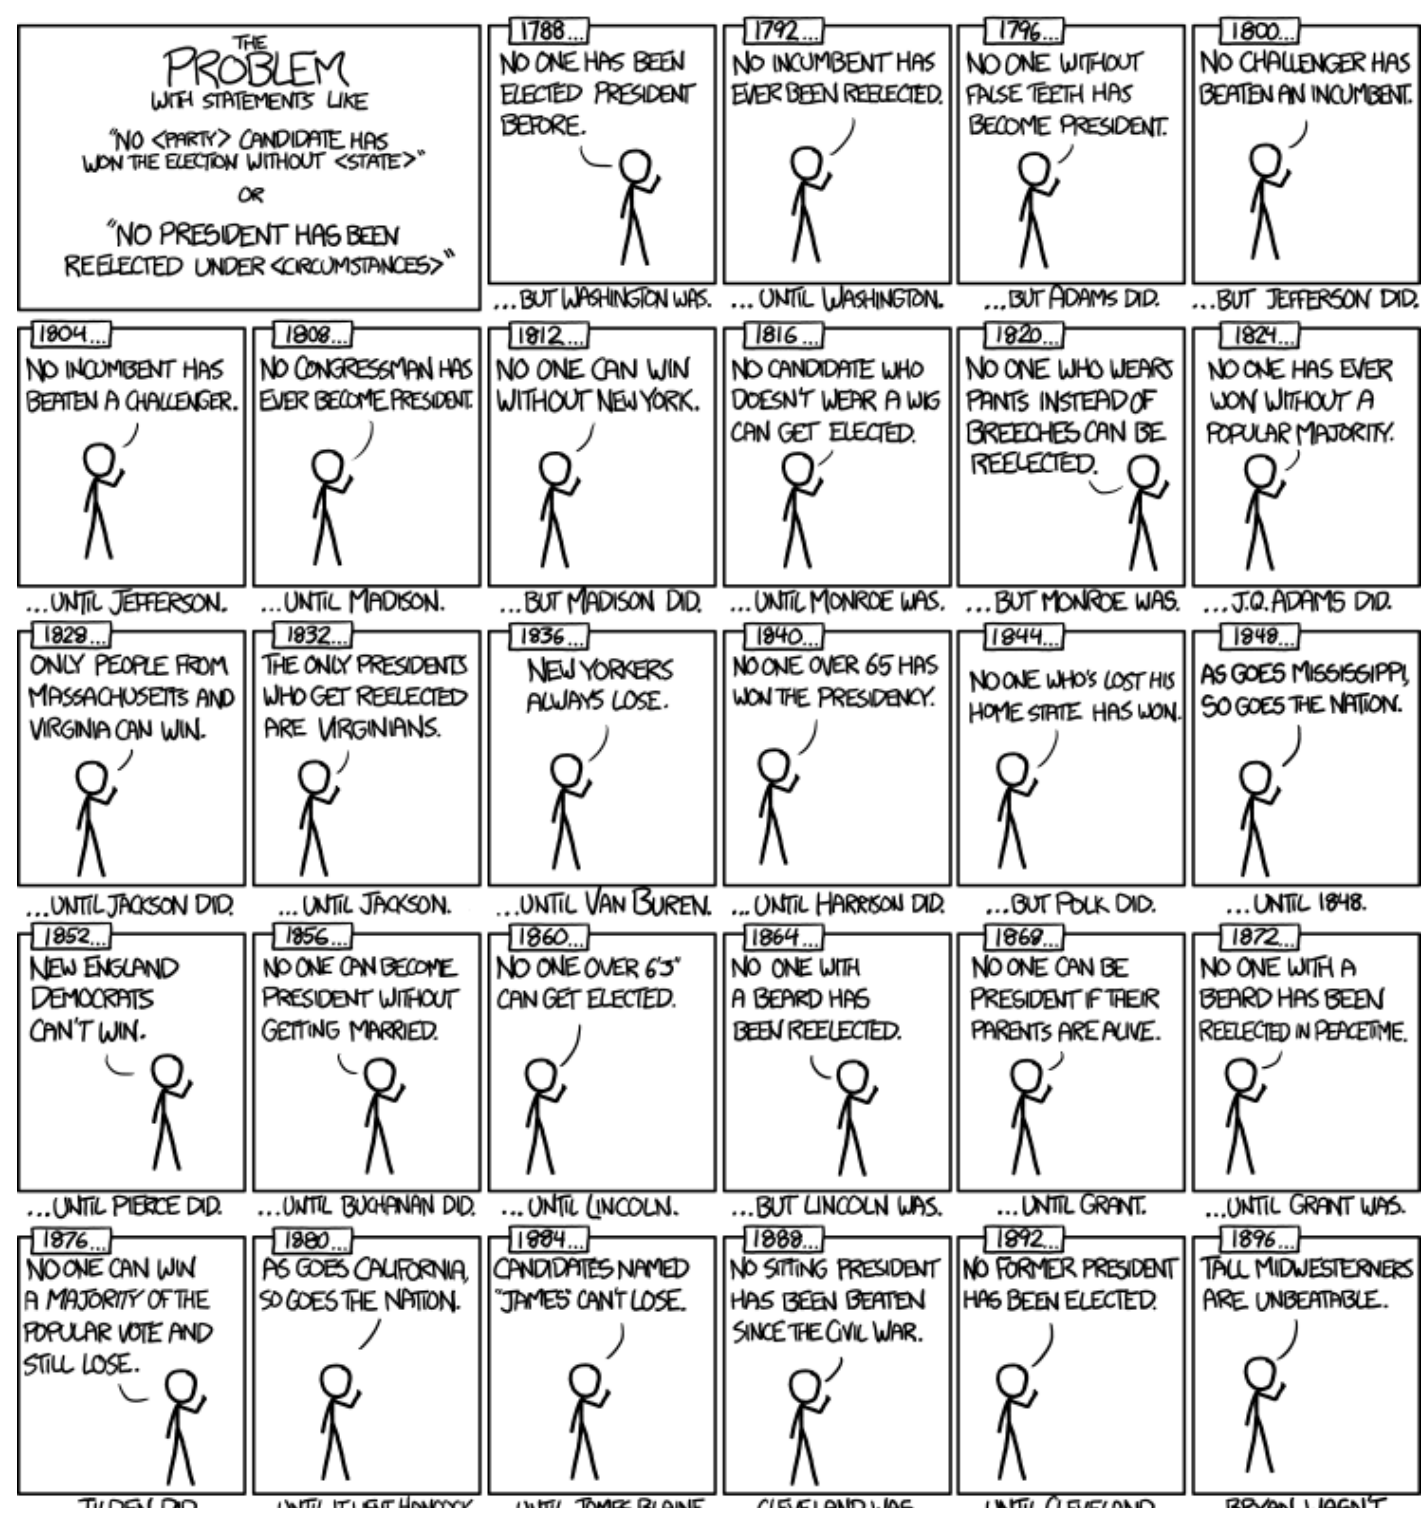 THE
PROBLEM
WITH STATEMENTS LIKE
"NO <PARTY> CANDIDATE HAS
WON THE ELECTION WITHOUT <STATE>"
OR
"NO PRESIDENT HAS BEEN
REELECTED UNDER <CIRCUMSTANCES>"
1788...
NO ONE HAS BEEN
ELECTED PRESIDENT
BEFORE.
...BUT WASHINGTON WAS.
1792...
NO INCUMBENT HAS
EVER BEEN REELECTED.
...UNTIL WASHINGTON.
1796...
NO ONE WITHOUT
FALSE TEETH HAS
BECOME PRESIDENT.
...BUT ADAMS DID.
1800...
NO CHALLENGER HAS
BEATEN AN INCUMBENT.
...BUT JEFFERSON DID.
1804...
NO INCUMBENT HAS
BEATEN A CHALLENGER.
...UNTIL JEFFERSON.
1808...
NO CONGRESSMAN HAS
EVER BECOME PRESIDENT.
...UNTIL MADISON.
1812...
NO ONE CAN WIN
WITHOUT NEW YORK.
...BUT MADISON DID.
1816...
NO CANDIDATE WHO
DOESN'T WEAR A WIG
CAN GET ELECTED.
...UNTIL MONROE WAS.
1820...
NO ONE WHO WEARS
PANTS INSTEAD OF
BREECHES CAN BE
REELECTED.
...BUT MONROE WAS.
1824...
NO ONE HAS EVER
WON WITHOUT A
POPULAR MAJORITY.
...J.Q. ADAMS DID.
1828...
ONLY PEOPLE FROM
MASSACHUSETTS AND
VIRGINIA CAN WIN.
...UNTIL JACKSON DID.
1832...
THE ONLY PRESIDENTS
WHO GET REELECTED
ARE VIRGINIANS.
...UNTIL JACKSON.
1836...
NEW YORKERS
ALWAYS LOSE.
...UNTIL VAN BUREN.
1840...
NO ONE OVER 65 HAS
WON THE PRESIDENCY.
...UNTIL HARRISON DID.
1844...
NO ONE WHO'S LOST HIS
HOME STATE HAS WON.
...BUT POLK DID.
1848...
AS GOES MISSISSIPPI,
SO GOES THE NATION.
...UNTIL 1848.
1852...
NEW ENGLAND
DEMOCRATS
CAN'T WIN.
...UNTIL PIERCE DID.
1856...
NO ONE CAN BECOME
PRESIDENT WITHOUT
GETTING MARRIED.
...UNTIL BUCHANAN DID.
1860...
NO ONE OVER 6'3"
CAN GET ELECTED.
...UNTIL LINCOLN.
1864...
NO ONE WITH
A BEARD HAS
BEEN REELECTED.
...BUT LINCOLN WAS.
1868...
NO ONE CAN BE
PRESIDENT IF THEIR
PARENTS ARE ALIVE.
...UNTIL GRANT.
1872...
NO ONE WITH A
BEARD HAS BEEN
REELECTED IN PEACETIME.
...UNTIL GRANT WAS.
1876...
NO ONE CAN WIN
A MAJORITY OF THE
POPULAR VOTE AND
STILL LOSE.
TILDEN DID
1880...
AS GOES CALIFORNIA,
SO GOES THE NATION.
UNTIL IT WENT HANCOCK
1884...
CANDIDATES NAMED
"JAMES" CAN'T LOSE.
UNTIL JAMES BLAINE
1888...
NO SITTING PRESIDENT
HAS BEEN BEATEN
SINCE THE CIVIL WAR.
CLEVELAND WAS
1892...
NO FORMER PRESIDENT
HAS BEEN ELECTED.
UNTIL CLEVELAND
1896...
TALL MIDWESTERNERS
ARE UNBEATABLE.
BRYAN WASN'T